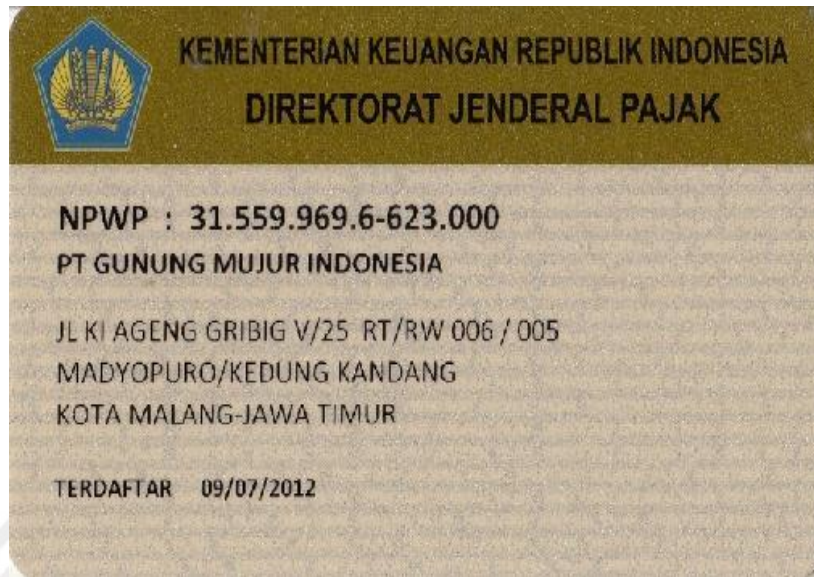 KEMENTERIAN KEUANGAN REPUBLIK INDONESIA
DIREKTORAT JENDERAL PAJAK
NPWP : 31.559.969.6-623.000
PT GUNUNG MUJUR INDONESIA
JL KI AGENG GRIBIG V/25 RT/RW 006 / 005
MADYOPURO/KEDUNG KANDANG
KOTA MALANG-JAWA TIMUR
TERDAFTAR 09/07/2012